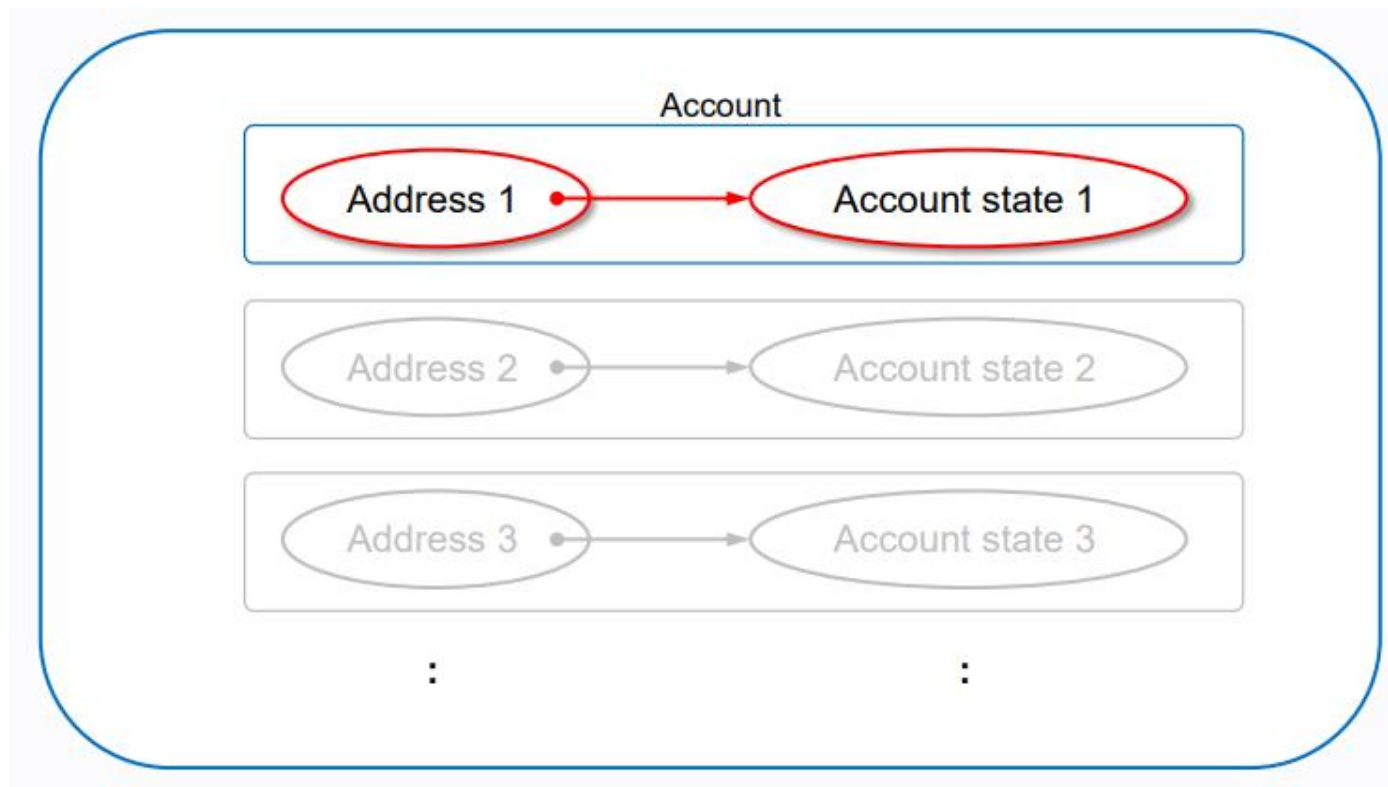 Account
Address 1 Account state 1
Address 2 Account state 2
Address 3 Account state 3
: :